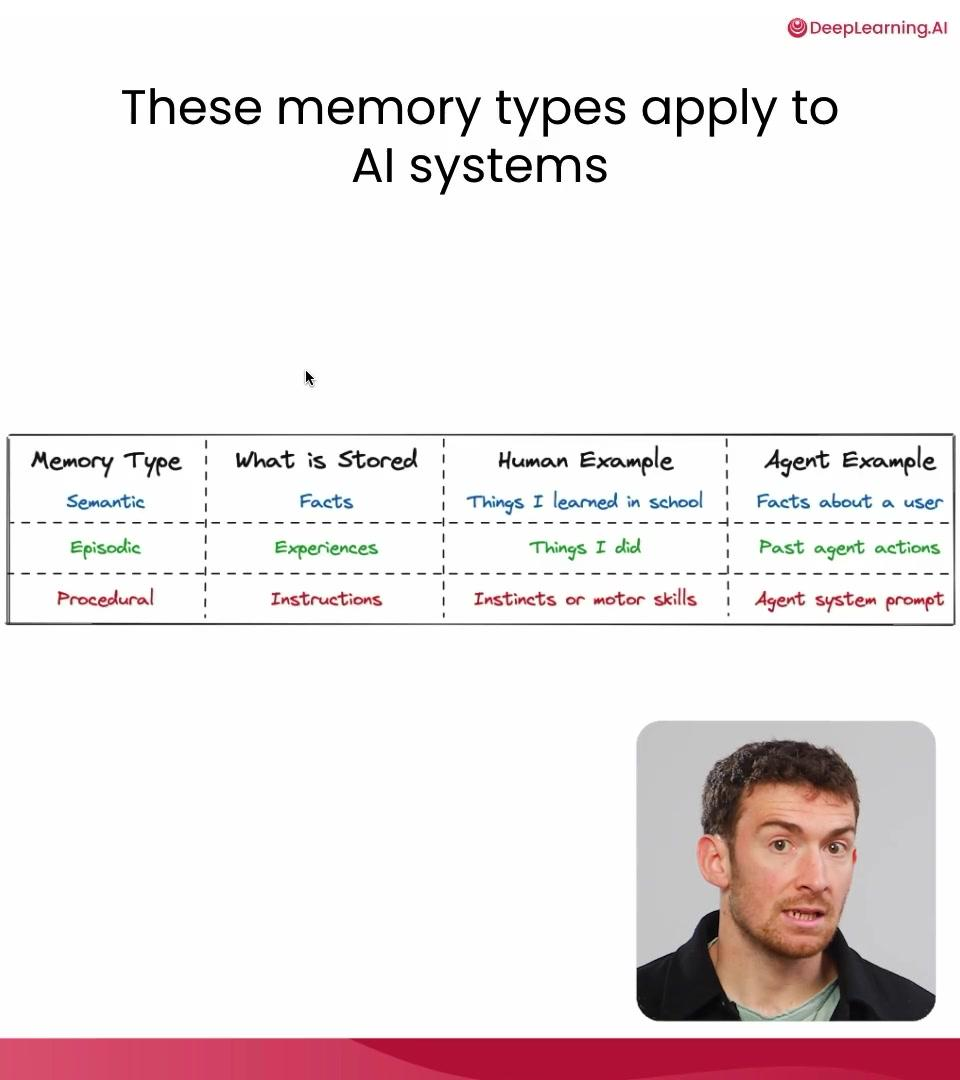 DeepLearning.AI
These memory types apply to
AI systems
Memory Type What is Stored Human Example Agent Example
Semantic Facts Things I learned in school Facts about a user
Episodic Experiences Things I did Past agent actions
Procedural Instructions Instincts or motor skills Agent system prompt